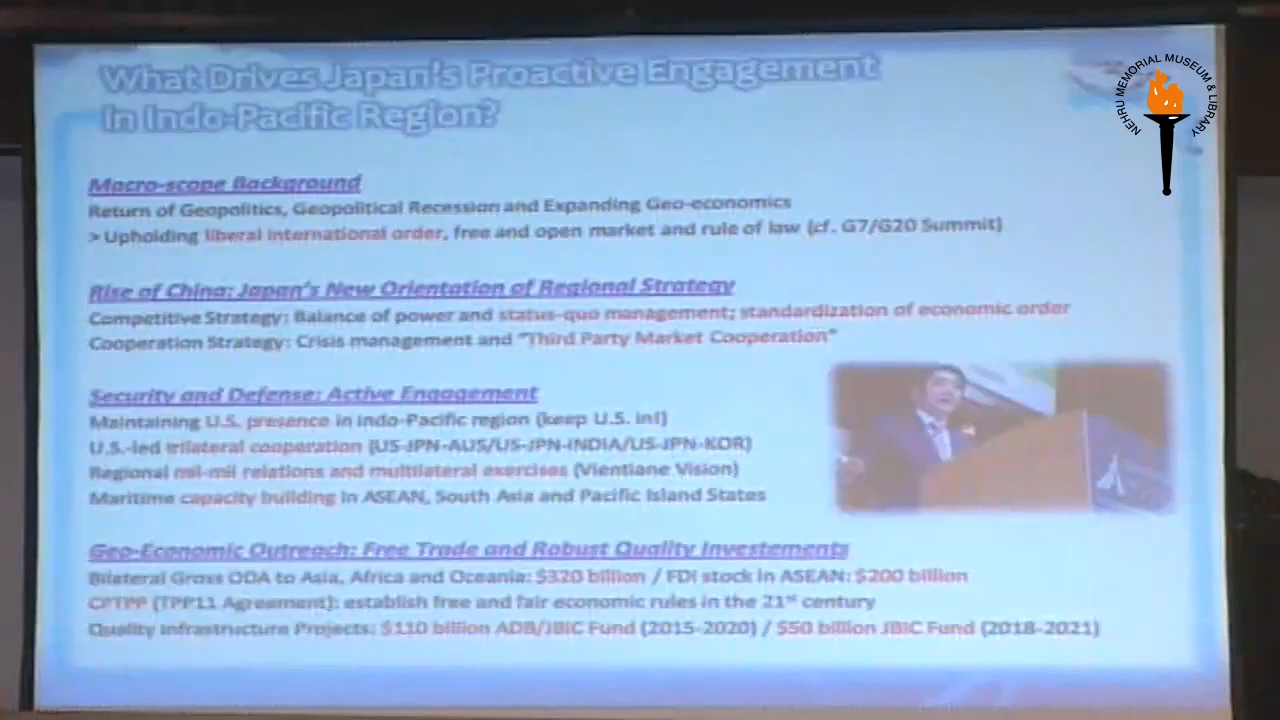 What Drives Japan's Proactive Engagement
in Indo-Pacific Region?
NEHRU MEMORIAL MUSEUM & LIBRARY
Macro-scope Background
Return of Geopolitics, Geopolitical Recession and Expanding Geo-economics
> Upholding liberal international order, free and open market and rule of law (cf. G7/G20 Summit)
Rise of China: Japan's New Orientation of Regional Strategy
Competitive Strategy: Balance of power and status-quo management; standardization of economic order
Cooperation Strategy: Crisis management and "Third Party Market Cooperation"
Security and Defense: Active Engagement
Maintaining U.S. presence in Indo-Pacific region (keep U.S. in!)
U.S.-led trilateral cooperation (US-JPN-AUS/US-JPN-INDIA/US-JPN-KOR)
Regional mil-mil relations and multilateral exercises (Vientiane Vision)
Maritime capacity building in ASEAN, South Asia and Pacific Island States
Geo-Economic Outreach: Free Trade and Robust Quality Investements
Bilateral Gross ODA to Asia, Africa and Oceania: $320 billion / FDI stock in ASEAN: $200 billion
CPTPP (TPP11 Agreement): establish free and fair economic rules in the 21st century
Quality Infrastructure Projects: $110 billion ADB/JBIC Fund (2015-2020) / $50 billion JBIC Fund (2018-2021)